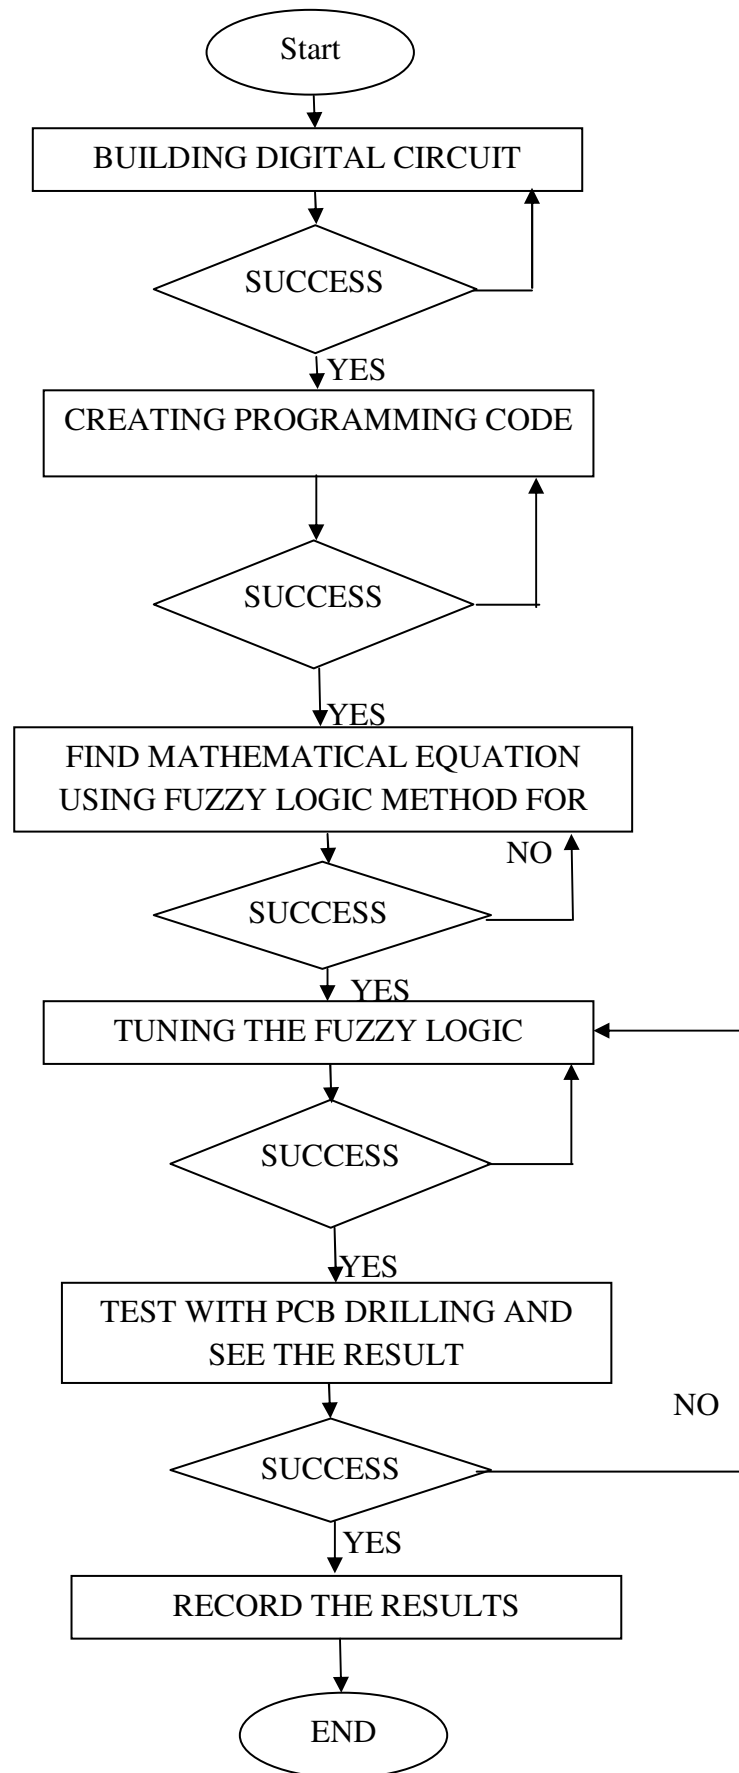 Start
BUILDING DIGITAL CIRCUIT
SUCCESS
YES
CREATING PROGRAMMING CODE
SUCCESS
YES
FIND MATHEMATICAL EQUATION
USING FUZZY LOGIC METHOD FOR
NO
SUCCESS
YES
TUNING THE FUZZY LOGIC
SUCCESS
YES
TEST WITH PCB DRILLING AND
SEE THE RESULT
NO
SUCCESS
YES
RECORD THE RESULTS
END